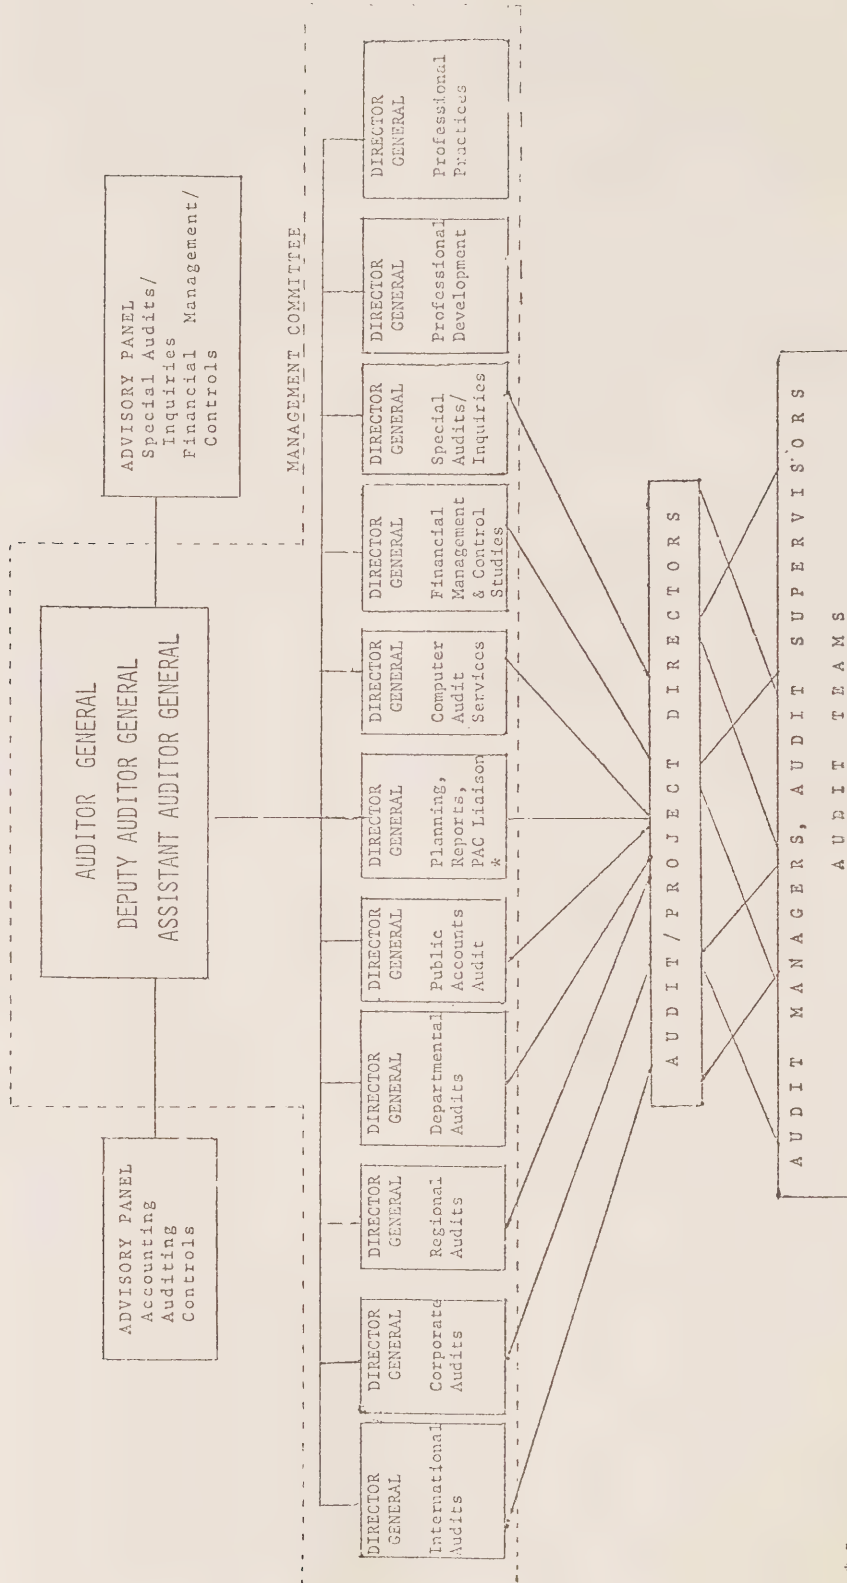 AUDITOR GENERAL
DEPUTY AUDITOR GENERAL
ASSISTANT AUDITOR GENERAL
ADVISORY PANEL
Accounting
Auditing
Controls
ADVISORY PANEL
Special Audits/
Inquiries
Financial Management/
Controls
MANAGEMENT COMMITTEE
DIRECTOR
GENERAL
International
Audits
DIRECTOR
GENERAL
Corporate
Audits
DIRECTOR
GENERAL
Regional
Audits
DIRECTOR
GENERAL
Departmental
Audits
DIRECTOR
GENERAL
Public
Accounts
Audit
DIRECTOR
GENERAL
Planning,
Reports,
PAC Liaison
*
DIRECTOR
GENERAL
Computer
Audit
Services
DIRECTOR
GENERAL
Financial
Management
& Control
Studies
DIRECTOR
GENERAL
Special
Audits/
Inquiries
DIRECTOR
GENERAL
Professional
Development
DIRECTOR
GENERAL
Professional
Practices
AUDIT/PROJECT DIRECTORS
AUDIT MANAGERS, AUDIT SUPERVISORS
AUDIT TEAMS